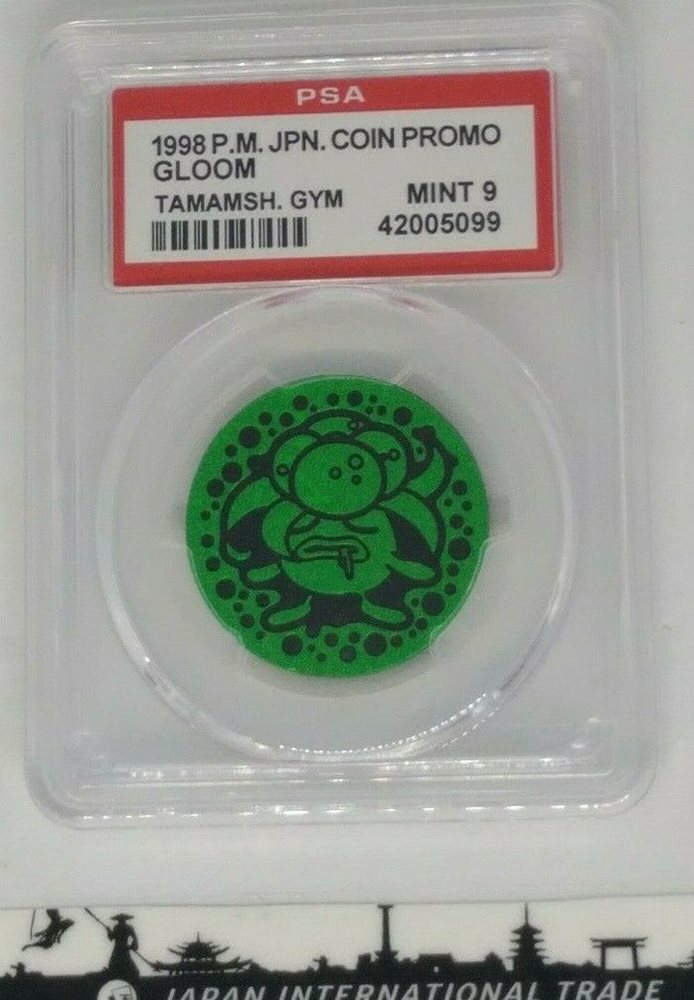 PSA
1998 P.M. JPN. COIN PROMO
GLOOM
TAMAMSH. GYM MINT 9
42005099
JAPAN INTERNATIONAL TRADE